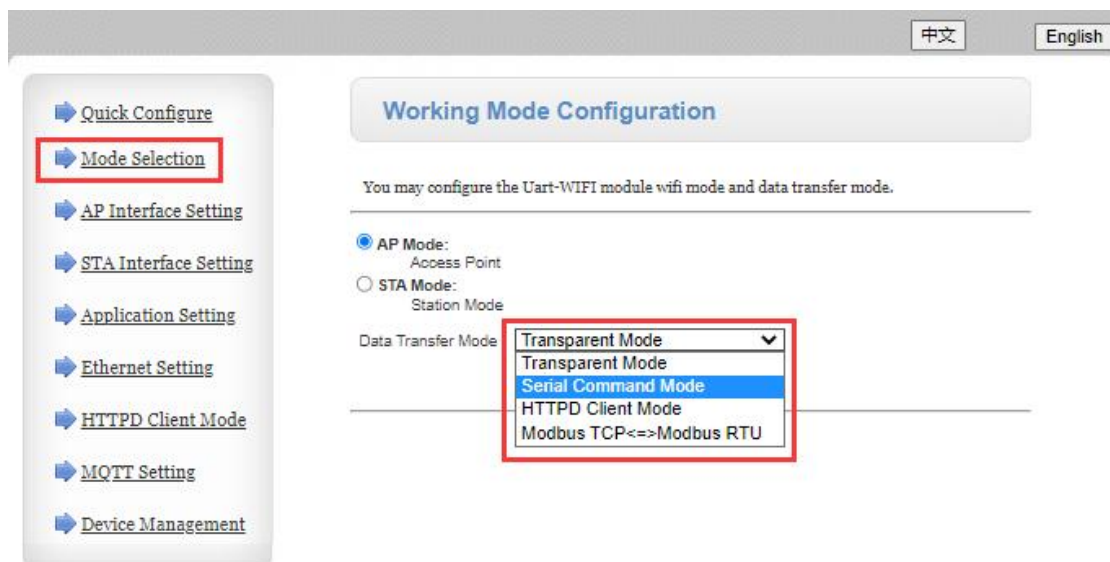 中文 English
Quick Configure
Mode Selection
AP Interface Setting
STA Interface Setting
Application Setting
Ethernet Setting
HTTPD Client Mode
MQTT Setting
Device Management
Working Mode Configuration
You may configure the Uart-WIFI module wifi mode and data transfer mode.
AP Mode:
Access Point
STA Mode:
Station Mode
Data Transfer Mode Transparent Mode
Transparent Mode
Serial Command Mode
HTTPD Client Mode
Modbus TCP<=>Modbus RTU